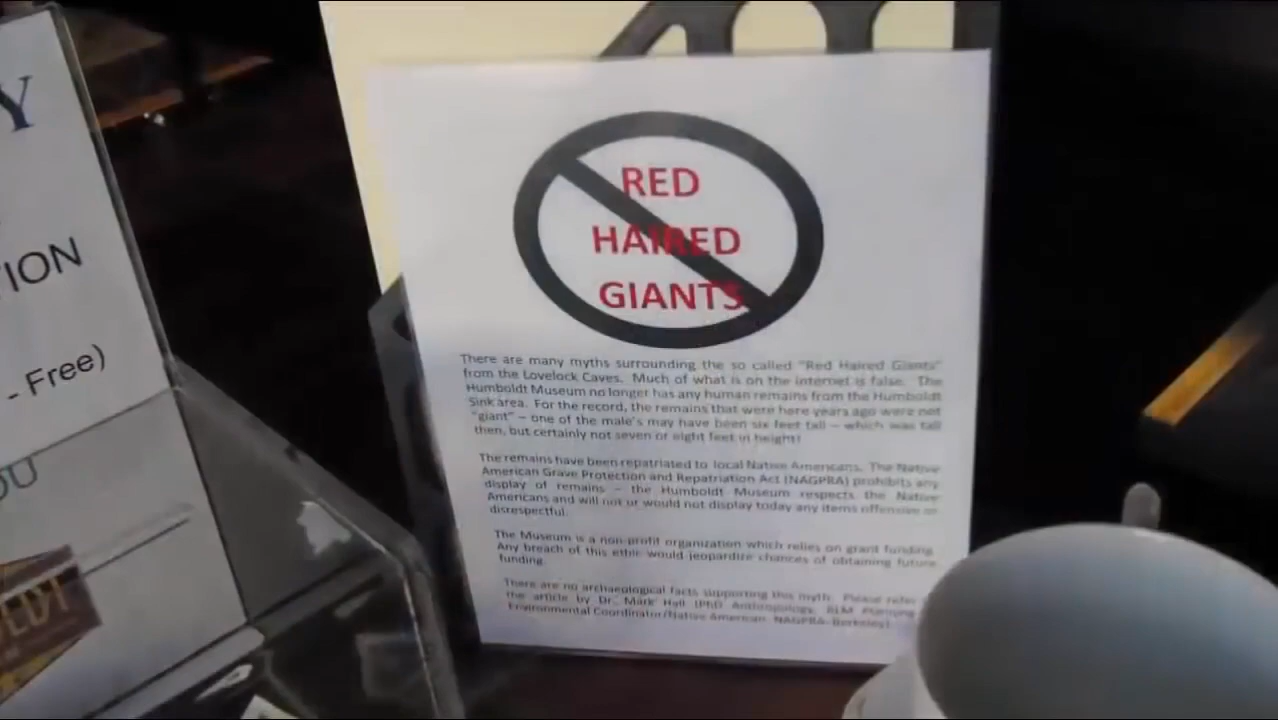 Y
TION
- Free)
OU
RED
HAIRED
GIANTS
There are many myths surrounding the so called "Red Haired Giants"
from the Lovelock Caves. Much of what is on the internet is false. The
Humboldt Museum no longer has any human remains from the Humboldt
Sink area. For the record, the remains that were here years ago were not
"giant" – one of the male's may have been six feet tall – which was tall
then, but certainly not seven or eight feet in height!
The remains have been repatriated to local Native Americans. The Native
American Grave Protection and Repatriation Act (NAGPRA) prohibits any
display of remains – the Humboldt Museum respects the Native
Americans and will not or would not display today any items offensive or
disrespectful.
The Museum is a non-profit organization which relies on grant funding.
Any breach of this ethic would jeopardize chances of obtaining future
funding.
There are no archaeological facts supporting this myth. Please refer
the article by Dr. Mark Hall (PhD Anthropology, BLM Planning
Environmental Coordinator/Native American NAGPRA-Berkeley)